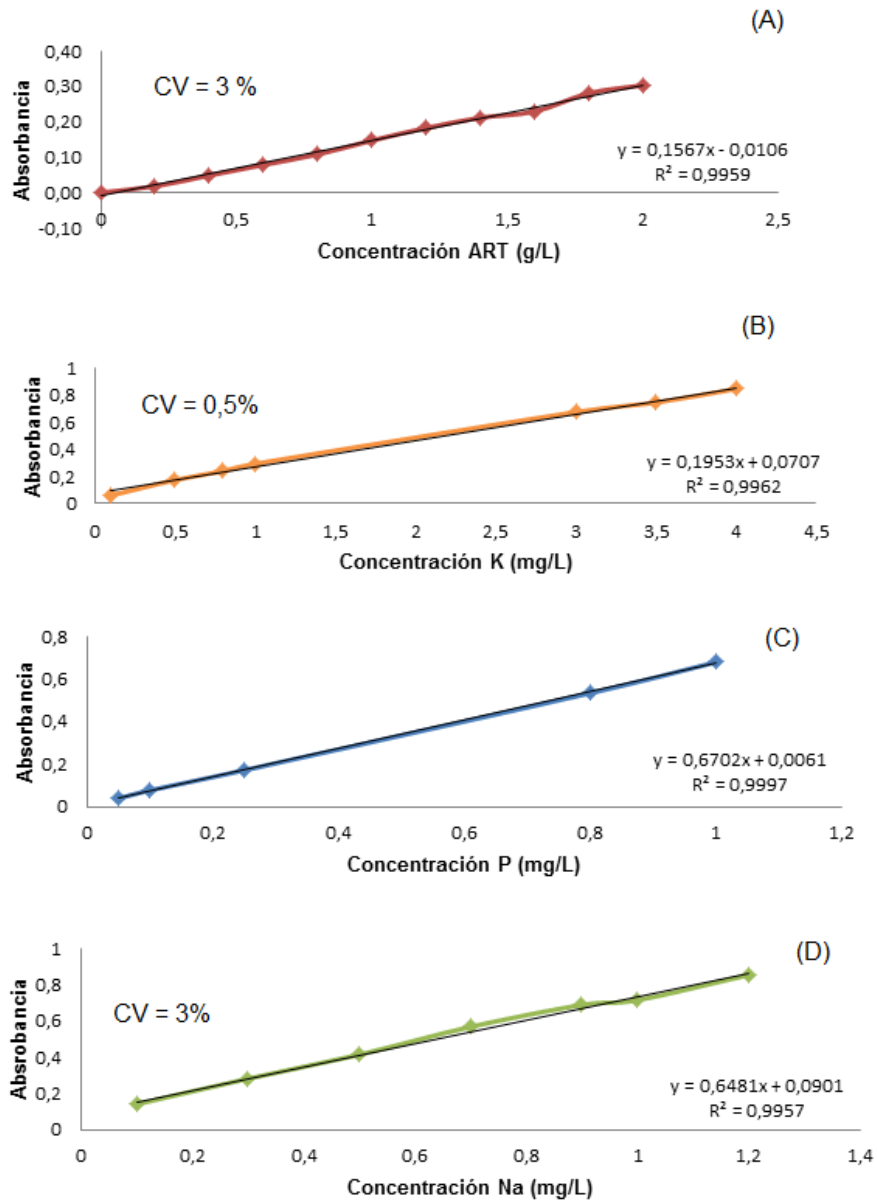 (A)
0,40
0,30
0,20
0,10
0,00
-0,10
Absorbancia
CV = 3 %
y = 0,1567x - 0,0106
R² = 0,9959
0 0,5 1 1,5 2 2,5
Concentración ART (g/L)
(B)
1
0,8
0,6
0,4
0,2
0
Absorbancia
CV = 0,5%
y = 0,1953x + 0,0707
R² = 0,9962
0 0,5 1 1,5 2 2,5 3 3,5 4 4,5
Concentración K (mg/L)
(C)
0,8
0,6
0,4
0,2
0
Absorbancia
y = 0,6702x + 0,0061
R² = 0,9997
0 0,2 0,4 0,6 0,8 1 1,2
Concentración P (mg/L)
(D)
1
0,8
0,6
0,4
0,2
0
Absrobancia
CV = 3%
y = 0,6481x + 0,0901
R² = 0,9957
0 0,2 0,4 0,6 0,8 1 1,2 1,4
Concentración Na (mg/L)